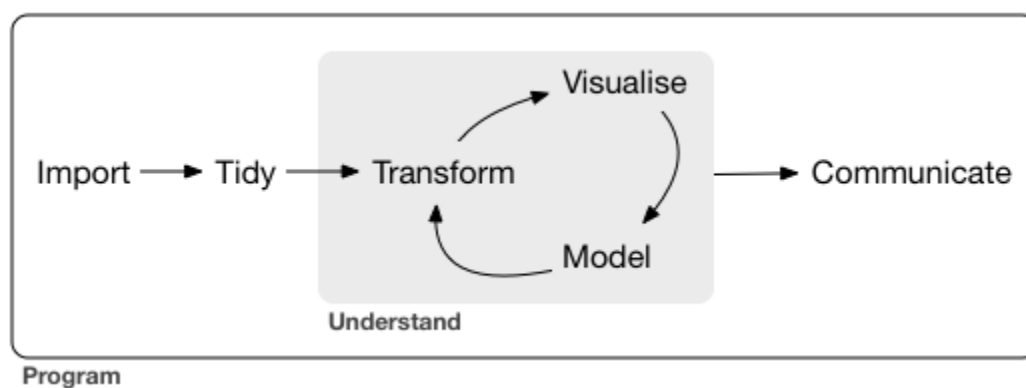 Visualise
Import
Tidy
Transform
Communicate
Model
Understand
Program